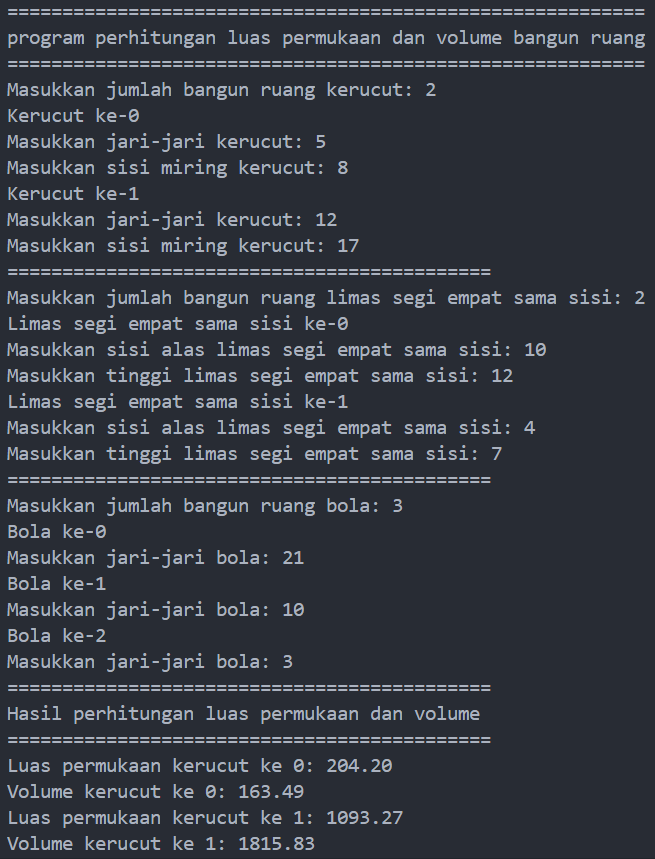 ==========================================================
program perhitungan luas permukaan dan volume bangun ruang
==========================================================
Masukkan jumlah bangun ruang kerucut: 2
Kerucut ke-0
Masukkan jari-jari kerucut: 5
Masukkan sisi miring kerucut: 8
Kerucut ke-1
Masukkan jari-jari kerucut: 12
Masukkan sisi miring kerucut: 17
============================================
Masukkan jumlah bangun ruang limas segi empat sama sisi: 2
Limas segi empat sama sisi ke-0
Masukkan sisi alas limas segi empat sama sisi: 10
Masukkan tinggi limas segi empat sama sisi: 12
Limas segi empat sama sisi ke-1
Masukkan sisi alas limas segi empat sama sisi: 4
Masukkan tinggi limas segi empat sama sisi: 7
============================================
Masukkan jumlah bangun ruang bola: 3
Bola ke-0
Masukkan jari-jari bola: 21
Bola ke-1
Masukkan jari-jari bola: 10
Bola ke-2
Masukkan jari-jari bola: 3
============================================
Hasil perhitungan luas permukaan dan volume
============================================
Luas permukaan kerucut ke 0: 204.20
Volume kerucut ke 0: 163.49
Luas permukaan kerucut ke 1: 1093.27
Volume kerucut ke 1: 1815.83